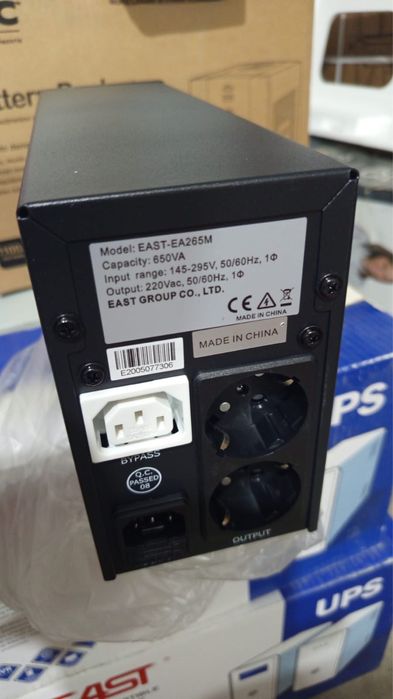 Model: EAST-EA265M
Capacity: 650VA
Input range: 145-295V, 50/60Hz, 1Φ
Output: 220Vac, 50/60Hz, 1Φ
EAST GROUP CO., LTD.
CE
MADE IN CHINA
MADE IN CHINA
E2005077306
BYPASS
Q.C.
PASSED
08
OUTPUT
UPS
UPS
EAST